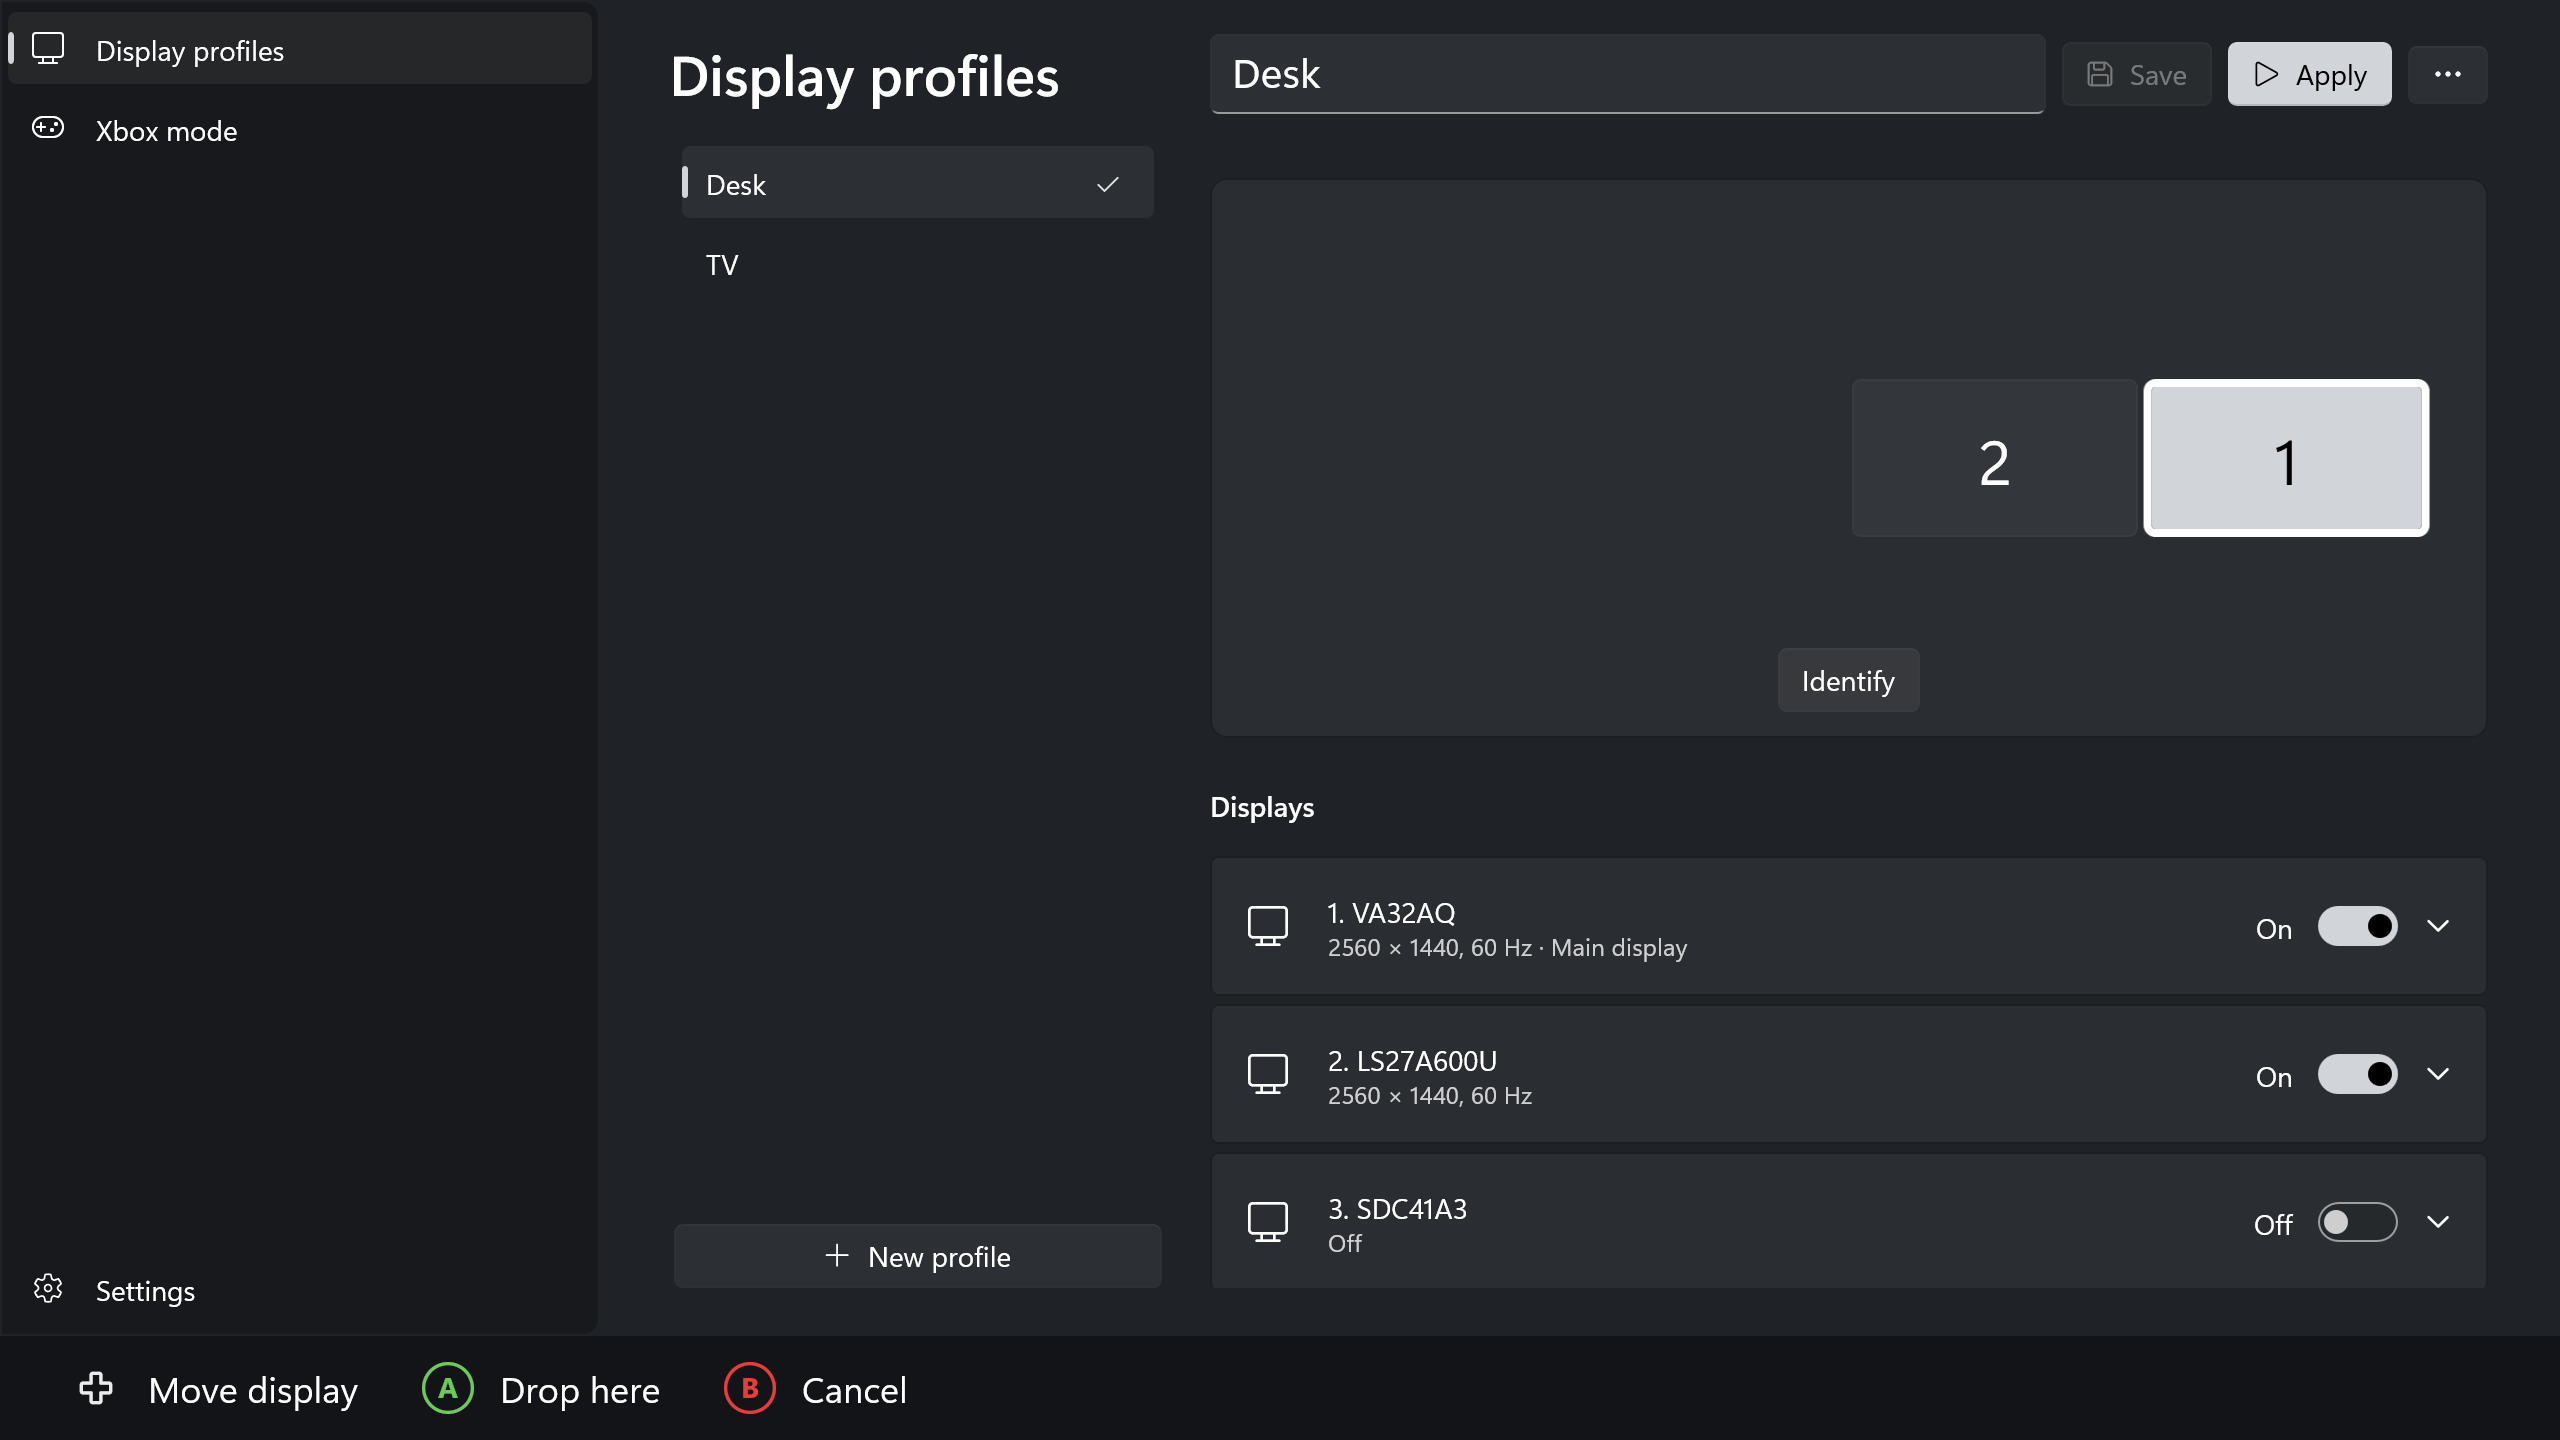 Display profiles
Xbox mode
Settings
Display profiles
Desk
TV
New profile
Desk
Save
Apply
2
1
Identify
Displays
1. VA32AQ
2560 × 1440, 60 Hz · Main display
On
2. LS27A600U
2560 × 1440, 60 Hz
On
3. SDC41A3
Off
Off
Move display
A
Drop here
B
Cancel